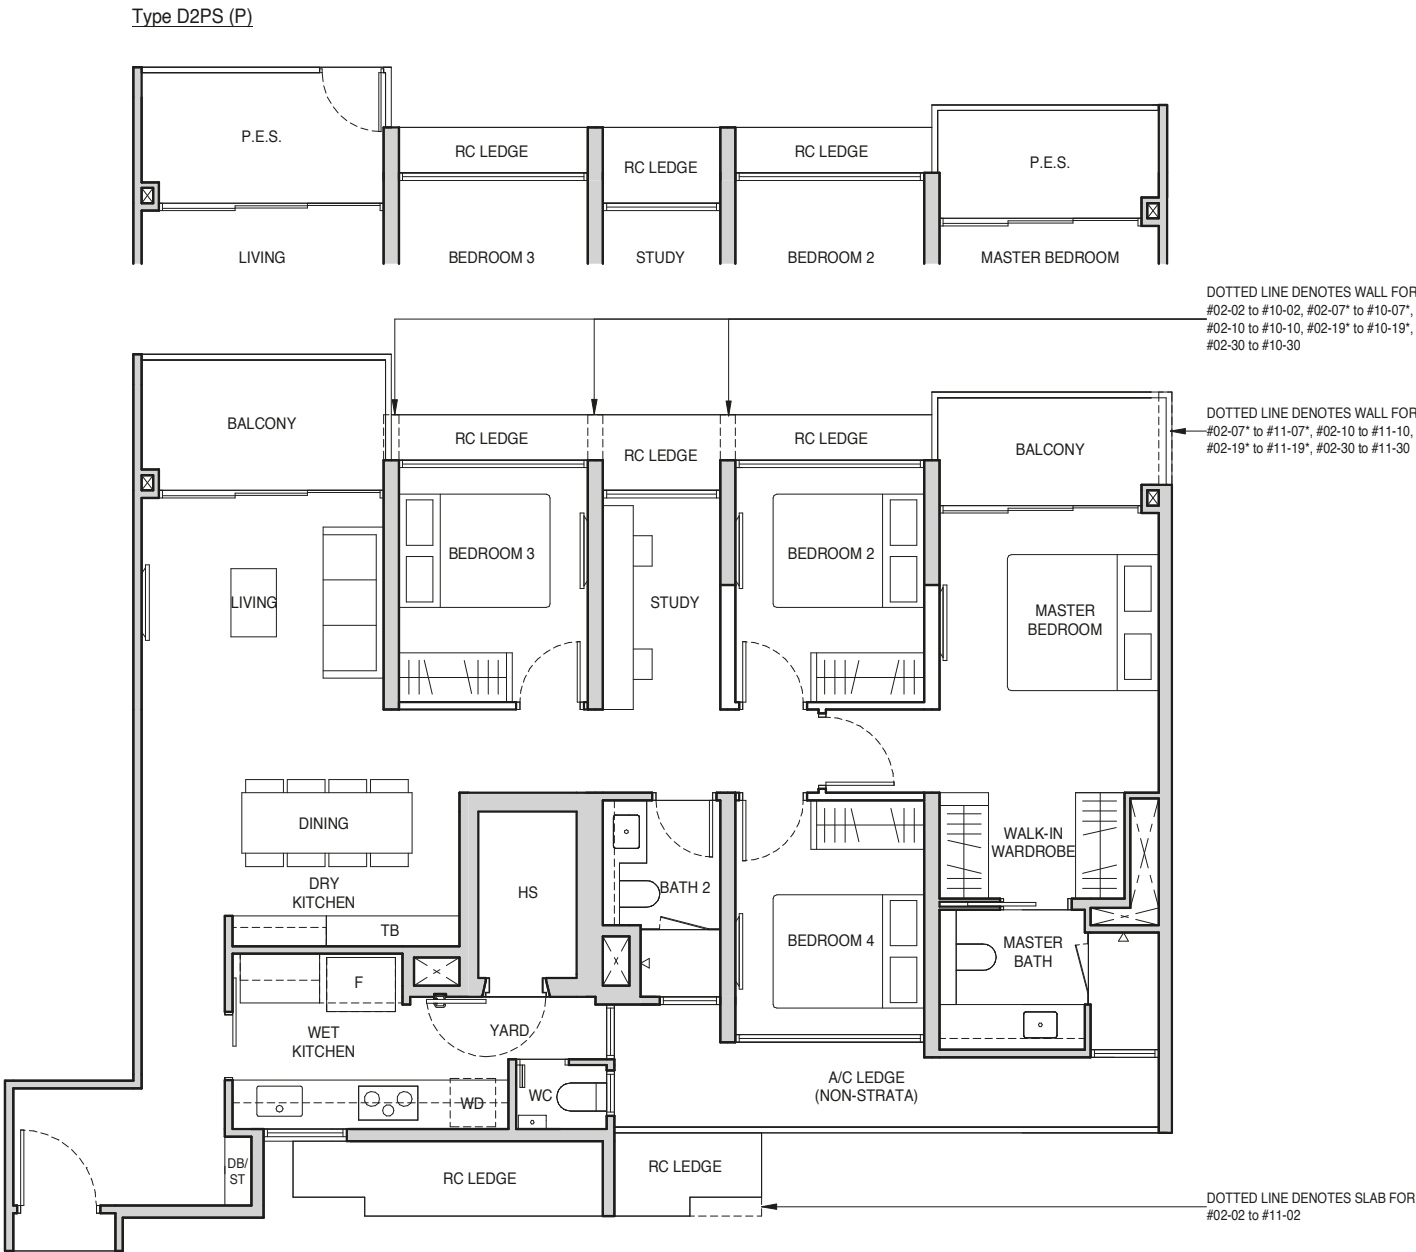 Type D2PS (P)
P.E.S.
RC LEDGE
RC LEDGE
RC LEDGE
P.E.S.
LIVING
BEDROOM 3
STUDY
BEDROOM 2
MASTER BEDROOM
DOTTED LINE DENOTES WALL FOR
#02-02 to #10-02, #02-07* to #10-07*,
#02-10 to #10-10, #02-19* to #10-19*,
#02-30 to #10-30
DOTTED LINE DENOTES WALL FOR
#02-07* to #11-07*, #02-10 to #11-10,
#02-19* to #11-19*, #02-30 to #11-30
BALCONY
RC LEDGE
RC LEDGE
RC LEDGE
BALCONY
BEDROOM 3
BEDROOM 2
LIVING
STUDY
MASTER
BEDROOM
DINING
DRY
KITCHEN
TB
HS
BATH 2
WALK-IN
WARDROBE
BEDROOM 4
MASTER
BATH
F
WET
KITCHEN
YARD
WD
WC
A/C LEDGE
(NON-STRATA)
DB/
ST
RC LEDGE
RC LEDGE
DOTTED LINE DENOTES SLAB FOR
#02-02 to #11-02